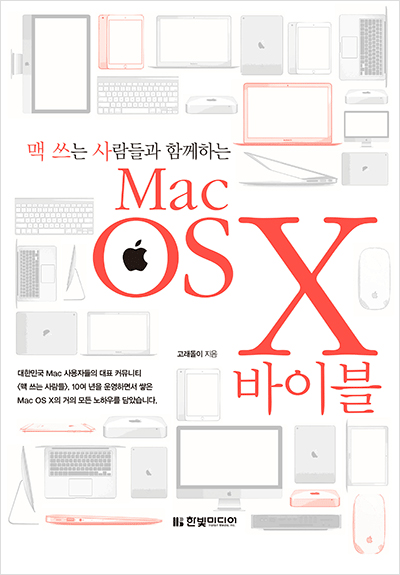 맥 쓰는 사람들과 함께하는
Mac
OS X
바이블
고래돌이 지음
대한민국 Mac 사용자들의 대표 커뮤니티
〈맥 쓰는 사람들〉, 10여 년을 운영하면서 쌓은
Mac OS X의 거의 모든 노하우를 담았습니다.
한빛미디어